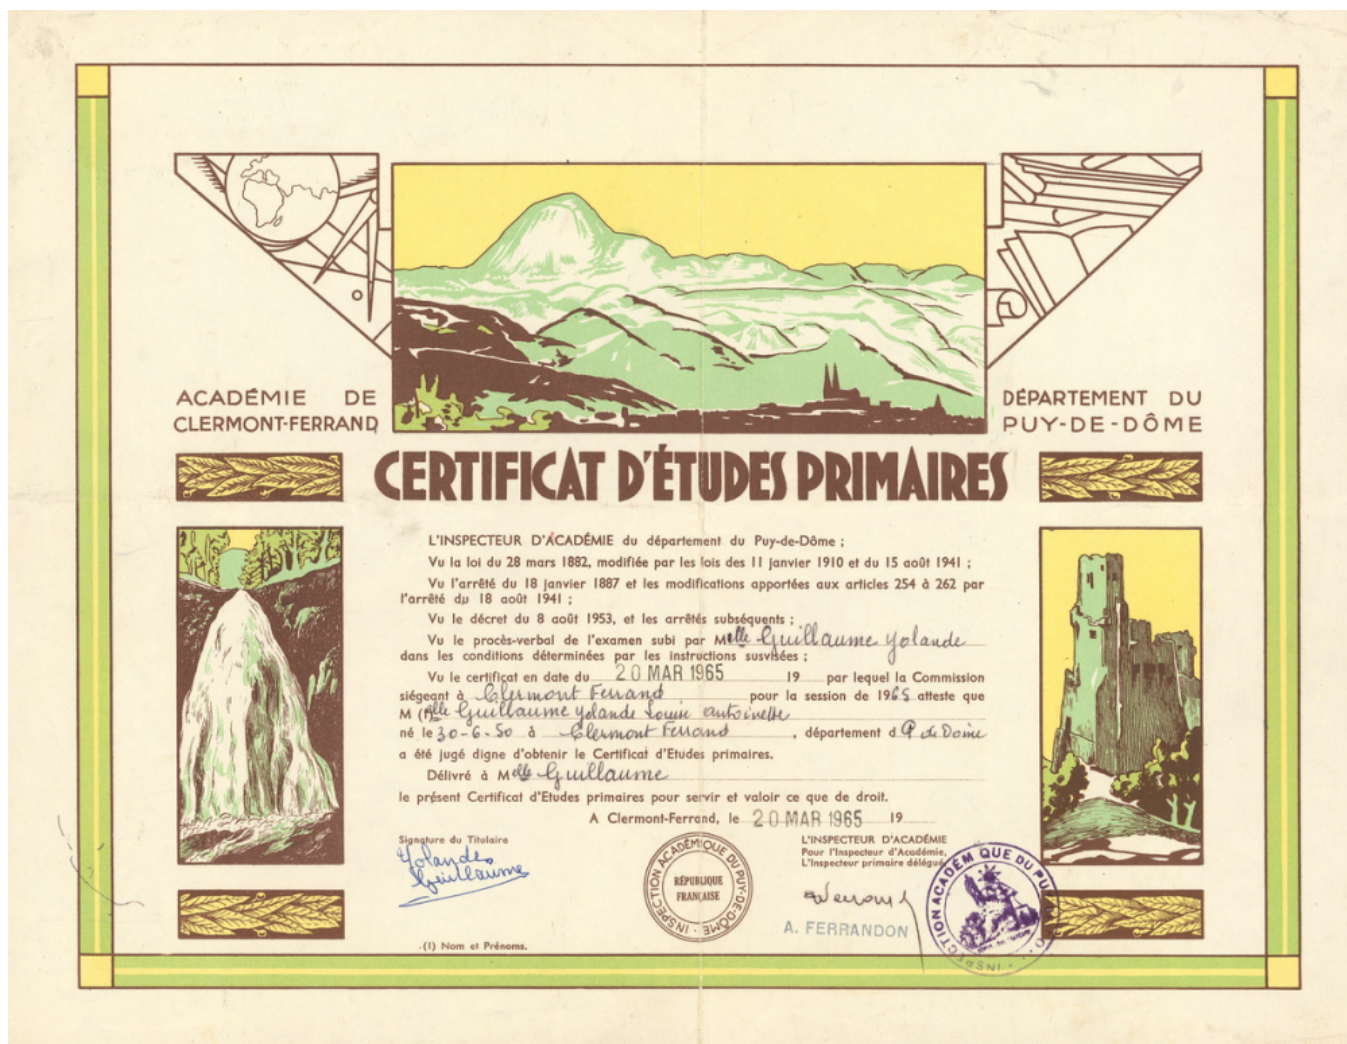 ACADÉMIE DE
CLERMONT-FERRAND
DÉPARTEMENT DU
PUY-DE-DÔME
CERTIFICAT D'ÉTUDES PRIMAIRES
L'INSPECTEUR D'ACADÉMIE du département du Puy-de-Dôme ;
Vu la loi du 28 mars 1882, modifiée par les lois des 11 janvier 1910 et du 15 août 1941 ;
Vu l'arrêté du 18 janvier 1887 et les modifications apportées aux articles 254 à 262 par
l'arrêté du 18 août 1941 ;
Vu le décret du 8 août 1953, et les arrêtés subséquents ;
Vu le procès-verbal de l'examen subi par Melle Guillaume Yolande
dans les conditions déterminées par les instructions susvisées ;
Vu le certificat en date du 20 MAR 1965 19 par lequel la Commission
siégeant à Clermont Ferrand pour la session de 1965 atteste que
M (1)elle Guillaume Yolande Louise Antoinette
né le 30-6-50 à Clermont Ferrand, département d P de Dôme
a été jugé digne d'obtenir le Certificat d'Etudes primaires.
Délivré à Melle Guillaume
le présent Certificat d'Etudes primaires pour servir et valoir ce que de droit.
A Clermont-Ferrand, le 20 MAR 1965 19
Signature du Titulaire
Yolande
Guillaume
INSPECTION ACADÉMIQUE DU PUY-DE-DÔME
RÉPUBLIQUE
FRANÇAISE
L'INSPECTEUR D'ACADÉMIE
Pour l'Inspecteur d'Académie,
L'Inspecteur primaire délégué
A. FERRANDON
INSPECTION ACADÉM QUE DU PU
(1) Nom et Prénoms.